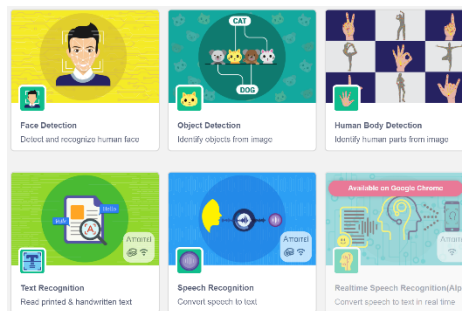 CAT
DOG
Face Detection
Detect and recognize human face
Object Detection
Identify objects from image
Human Body Detection
Identify human parts from image
Hello
A
T
Text Recognition
Read printed & handwritten text
Speech Recognition
Convert speech to text
Available on Google Chrome
Realtime Speech Recognition(Alp
Convert speech to text in real time